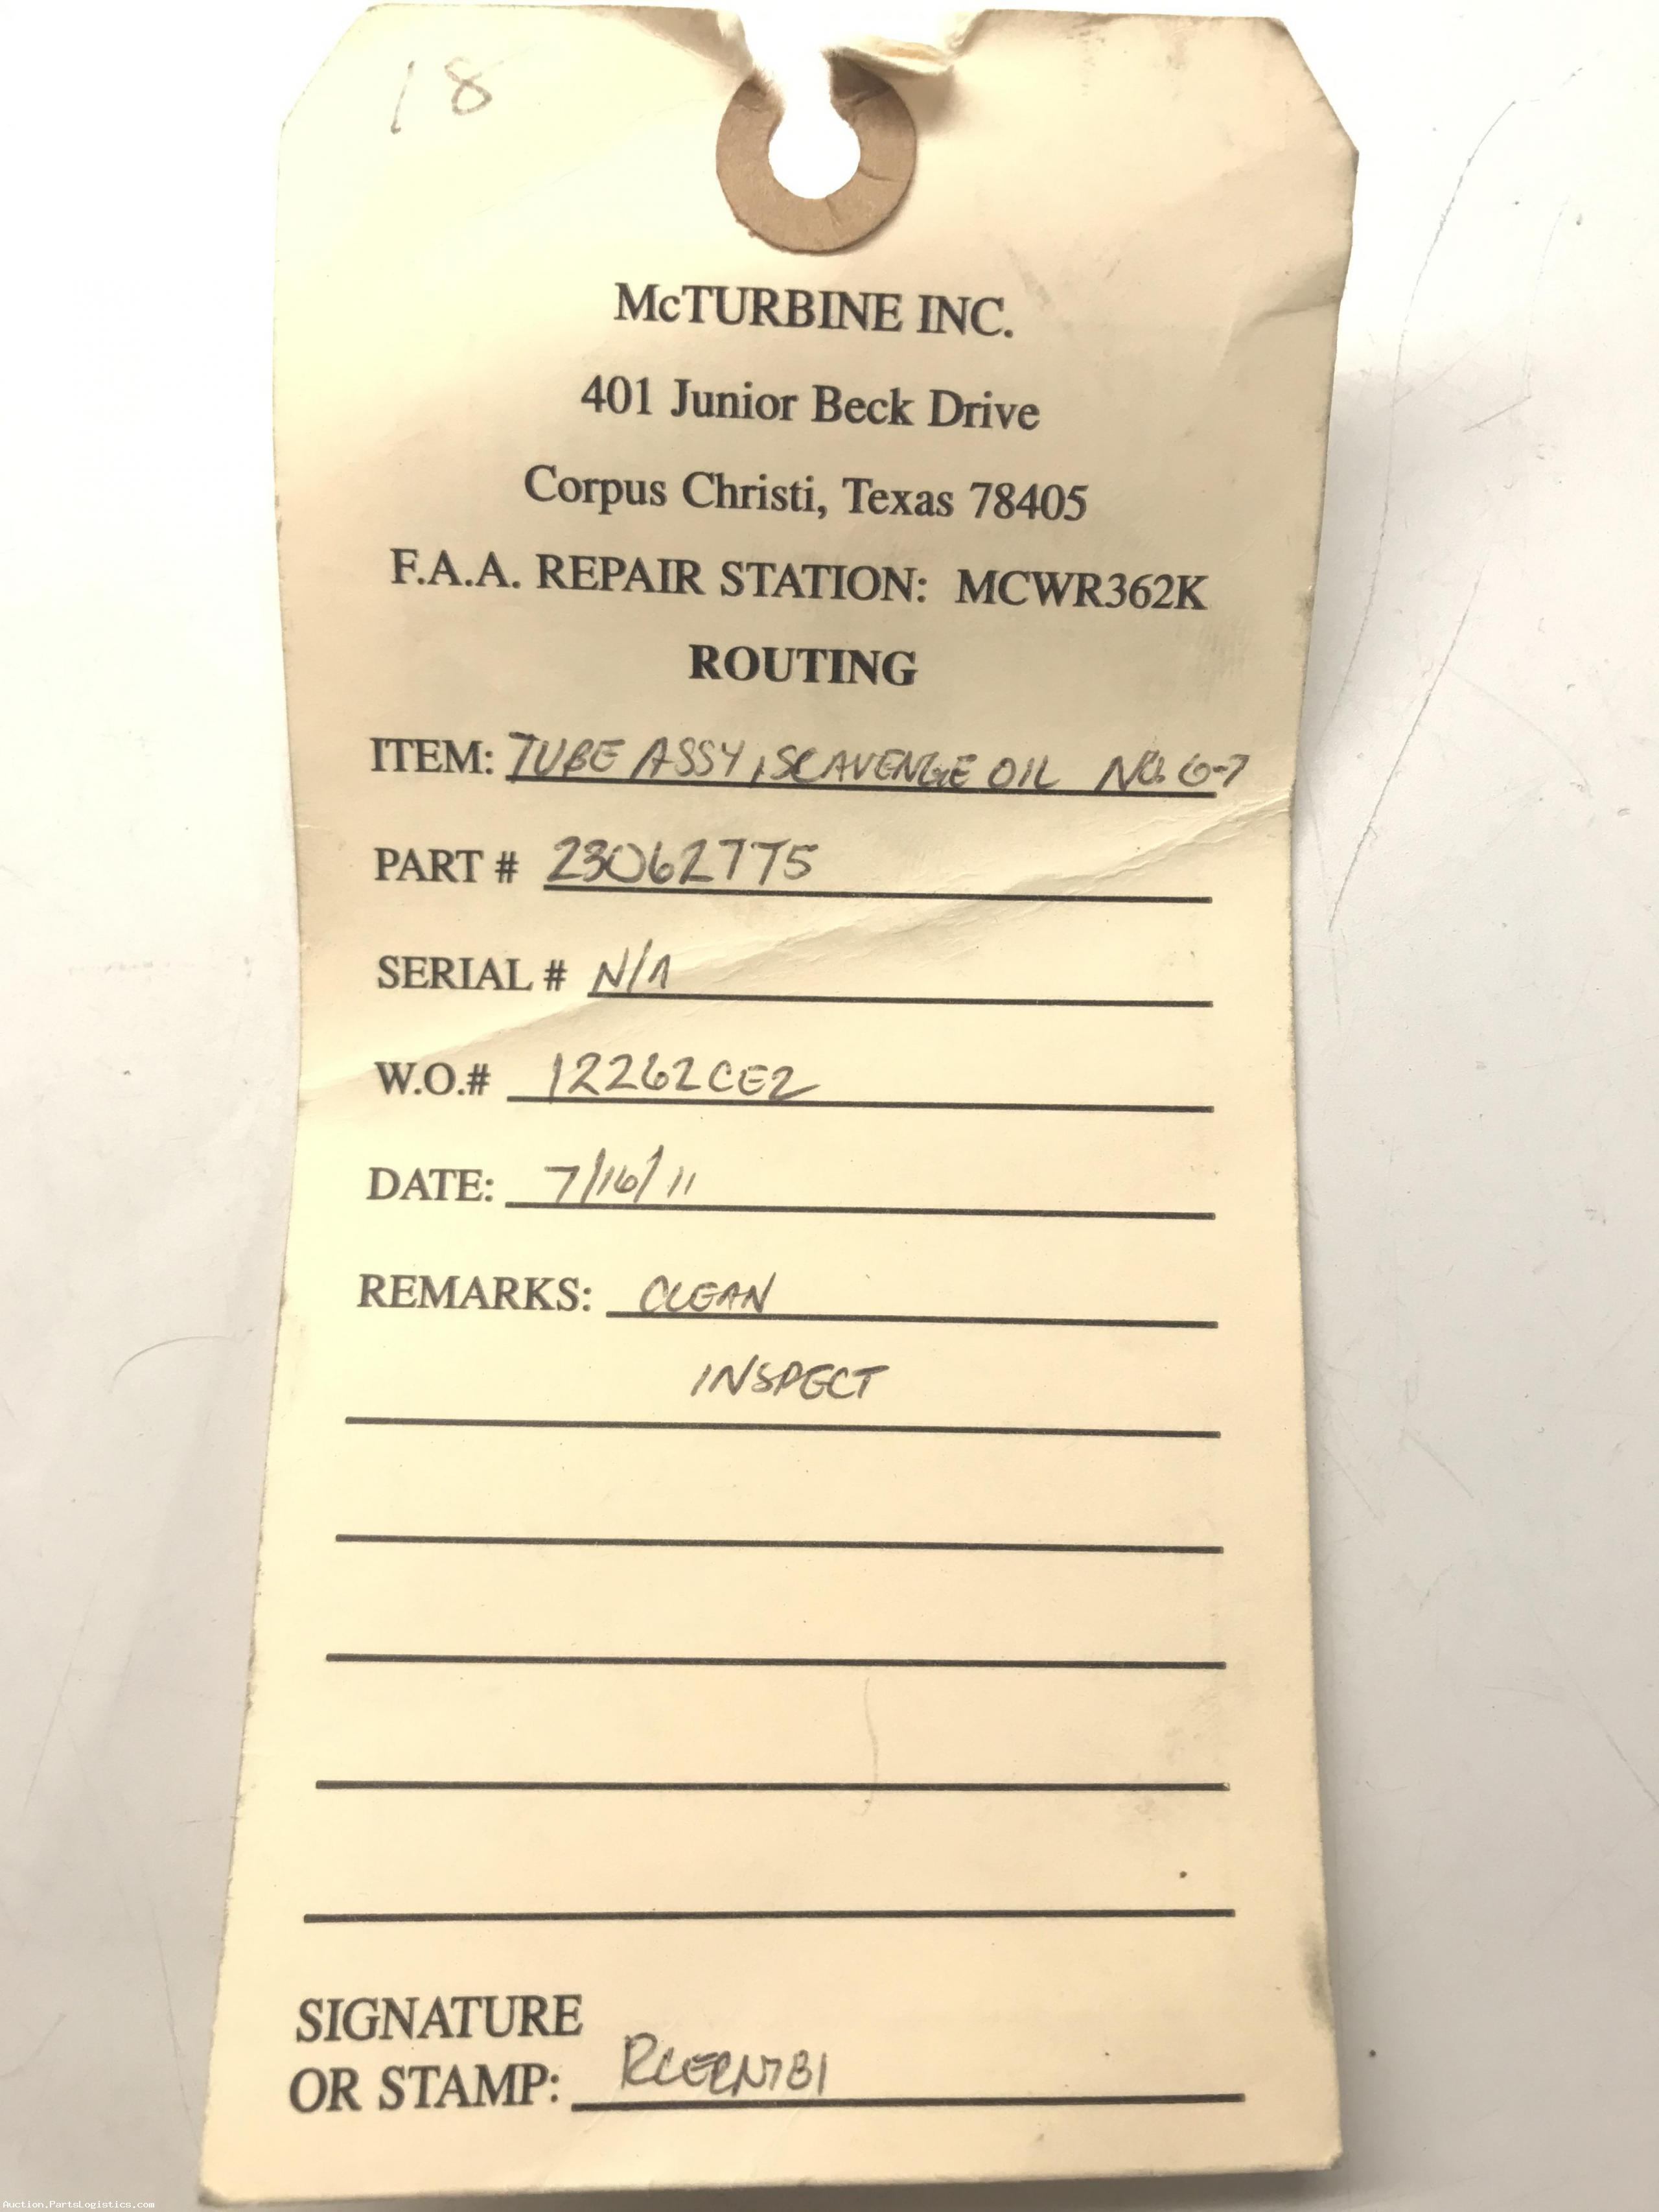 18
McTURBINE INC.
401 Junior Beck Drive
Corpus Christi, Texas 78405
F.A.A. REPAIR STATION: MCWR362K
ROUTING
ITEM: TUBE ASSY, SCAVENGE OIL NO. 6-7
PART # 23062775
SERIAL # N/A
W.O.# 12262CE2
DATE: 7/16/11
REMARKS: CLEAN
INSPECT
SIGNATURE
OR STAMP:
Auction.PartsLogistics.com